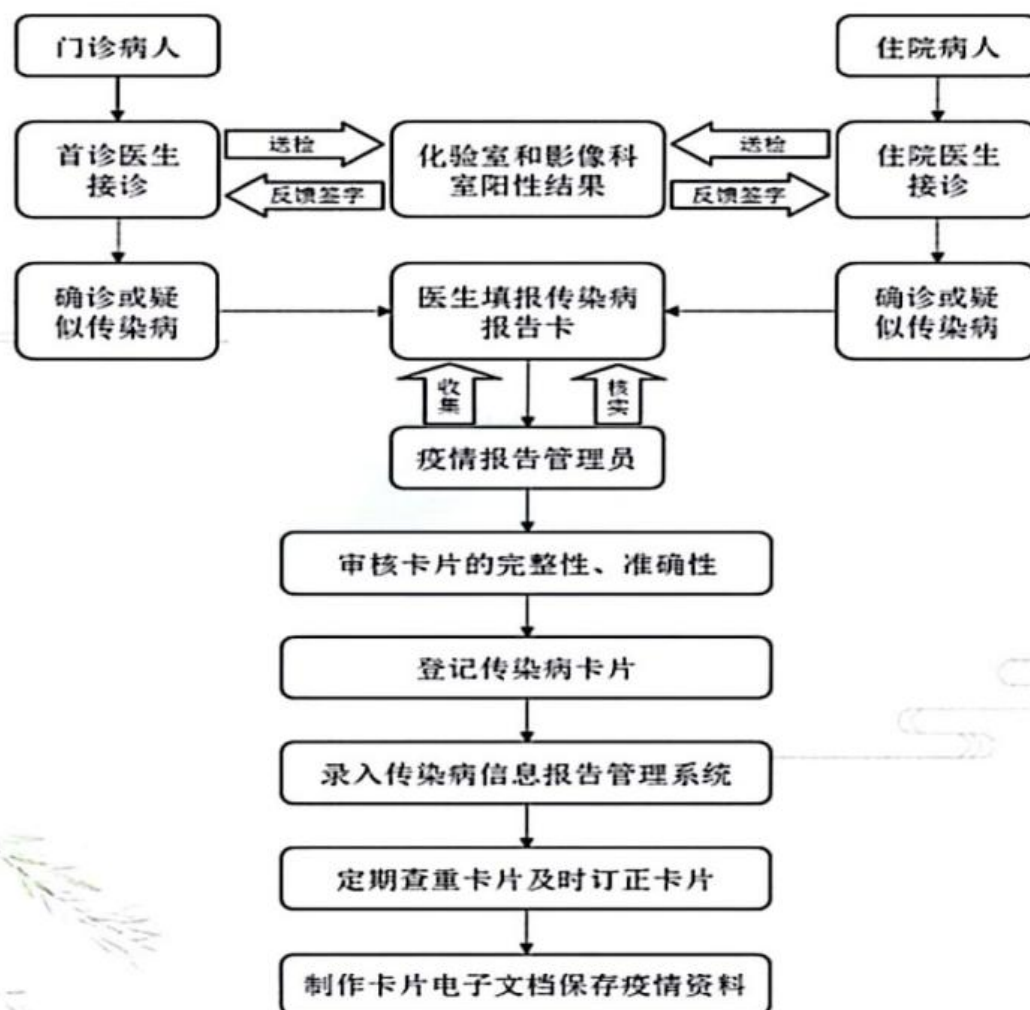 门诊病人
住院病人
首诊医生
接诊
送检
反馈签字
化验室和影像科
室阳性结果
送检
反馈签字
住院医生
接诊
确诊或疑
似传染病
医生填报传染病
报告卡
确诊或疑
似传染病
收
集
核
实
疫情报告管理员
审核卡片的完整性、准确性
登记传染病卡片
录入传染病信息报告管理系统
定期查重卡片及时订正卡片
制作卡片电子文档保存疫情资料